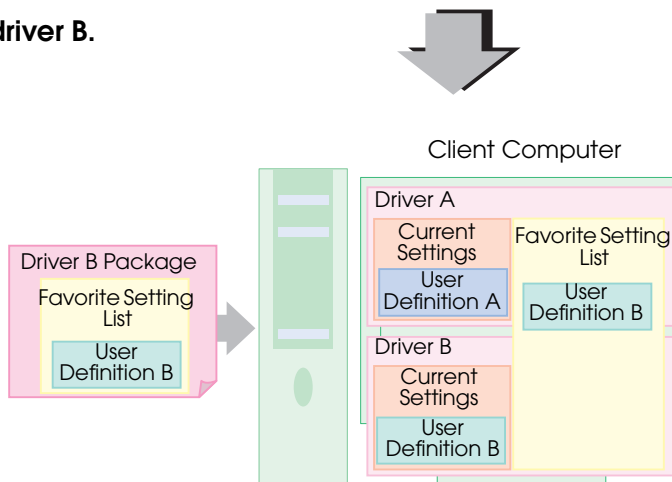 driver B.
Client Computer
Driver A
Current
Settings
User
Definition A
Favorite Setting
List
User
Definition B
Driver B Package
Favorite Setting
List
User
Definition B
Driver B
Current
Settings
User
Definition B